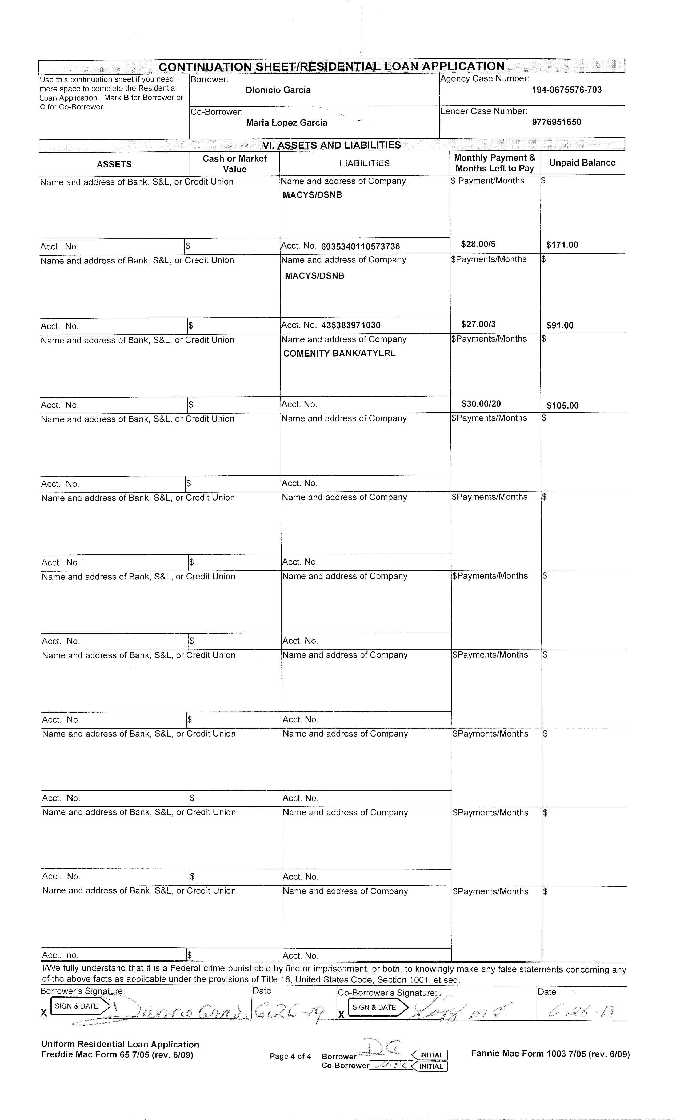 CONTINUATION SHEET/RESIDENTIAL LOAN APPLICATION
Use this continuation sheet if you need
more space to complete the Residential
Loan Application. Mark B for Borrower or
C for Co-Borrower.
Borrower:
Dionicio Garcia
Agency Case Number:
194-0675576-703
Co-Borrower:
Maria Lopez Garcia
Lender Case Number:
9776951650
VI. ASSETS AND LIABILITIES
ASSETS Cash or Market Value LIABILITIES Monthly Payment & Months Left to Pay Unpaid Balance
Name and address of Bank, S&L, or Credit Union Name and address of Company $ Payment/Months $
MACYS/DSNB
Acct. No. $ Acct. No. 6035340110573736 $28.00/5 $171.00
Name and address of Bank, S&L, or Credit Union Name and address of Company $Payments/Months $
MACYS/DSNB
Acct. No. $ Acct. No. 435383971030 $27.00/3 $91.00
Name and address of Bank, S&L, or Credit Union Name and address of Company $Payments/Months $
COMENITY BANK/ATYLRL
Acct. No. $ Acct. No. $30.00/20 $105.00
Name and address of Bank, S&L, or Credit Union Name and address of Company $Payments/Months $
Acct. No. $ Acct. No.
Name and address of Bank, S&L, or Credit Union Name and address of Company $Payments/Months $
Acct. No. $ Acct. No.
Name and address of Bank, S&L, or Credit Union Name and address of Company $Payments/Months $
Acct. No. $ Acct. No.
Name and address of Bank, S&L, or Credit Union Name and address of Company $Payments/Months $
Acct. No. $ Acct. No.
Name and address of Bank, S&L, or Credit Union Name and address of Company $Payments/Months $
Acct. No. $ Acct. No.
Name and address of Bank, S&L, or Credit Union Name and address of Company $Payments/Months $
Acct. No. $ Acct. No.
Name and address of Bank, S&L, or Credit Union Name and address of Company $Payments/Months $
Acct. no. $ Acct. No.
I/We fully understand that it is a Federal crime punishable by fine or imprisonment, or both, to knowingly make any false statements concerning any
of the above facts as applicable under the provisions of Title 18, United States Code, Section 1001, et seq.
Borrower's Signature: Date Co-Borrower's Signature: Date
X SIGN & DATE X SIGN & DATE
Uniform Residential Loan Application
Freddie Mac Form 65 7/05 (rev. 6/09)
Page 4 of 4
Borrower DG INITIAL
Co-Borrower INITIAL
Fannie Mae Form 1003 7/05 (rev. 6/09)